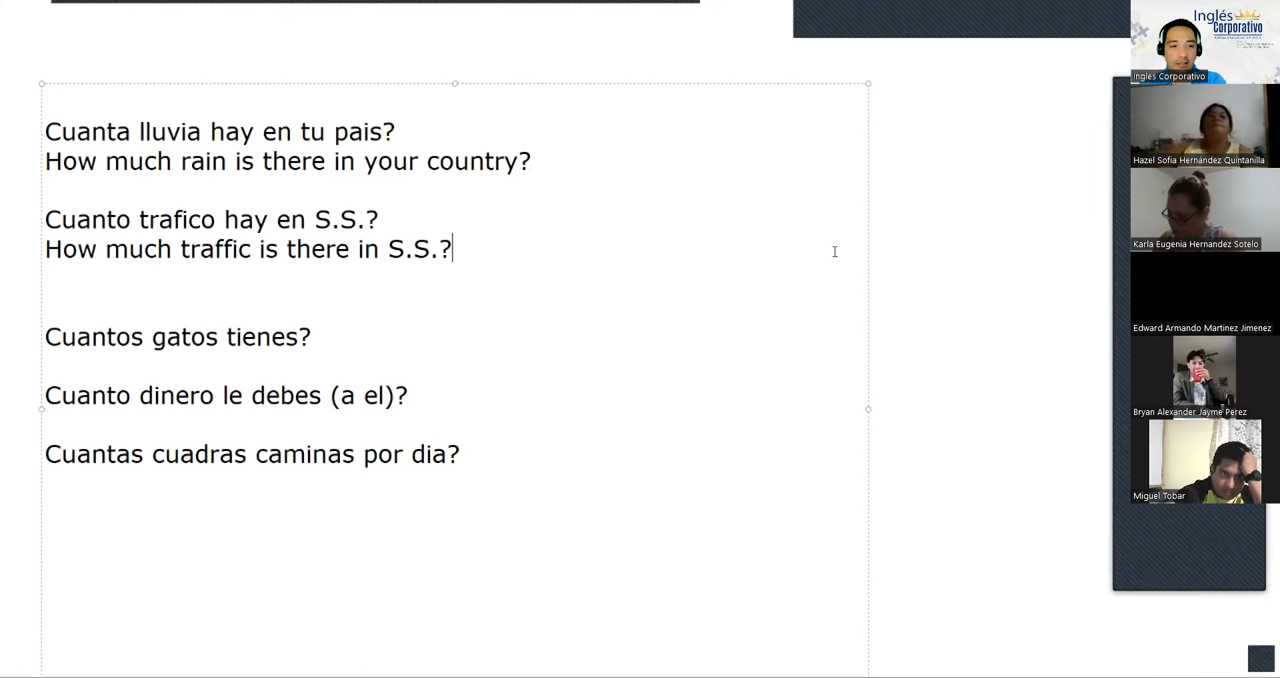 Cuanta lluvia hay en tu pais?
How much rain is there in your country?
Cuanto trafico hay en S.S.?
How much traffic is there in S.S.?
Cuantos gatos tienes?
Cuanto dinero le debes (a el)?
Cuantas cuadras caminas por dia?
Inglés
Corporativo
Ingles Corporativo
Hazel Sofia Hernández Quintanilla
Karla Eugenia Hernandez Sotelo
Edward Armando Martinez Jimenez
Bryan Alexander Jayme Perez
Miguel Tobar